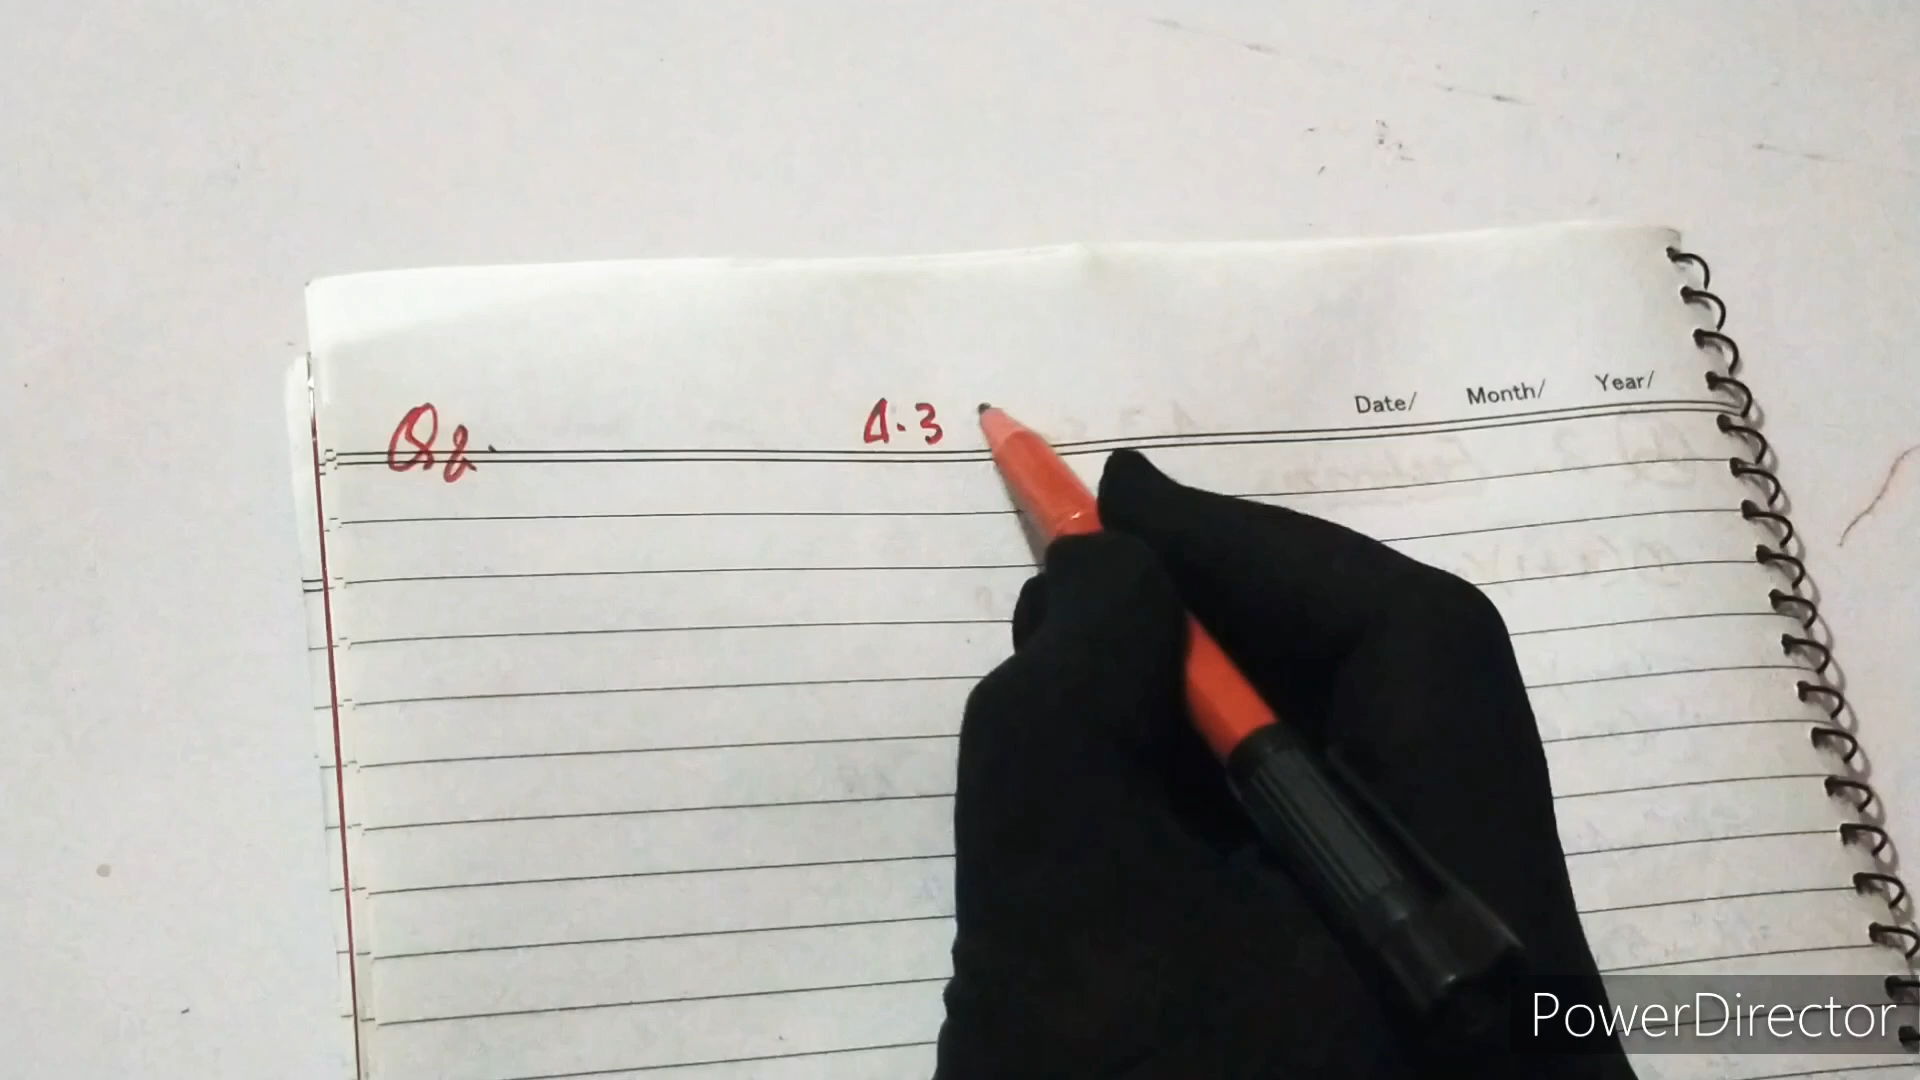 Q2. 4.3
Date/ Month/ Year/
PowerDirector